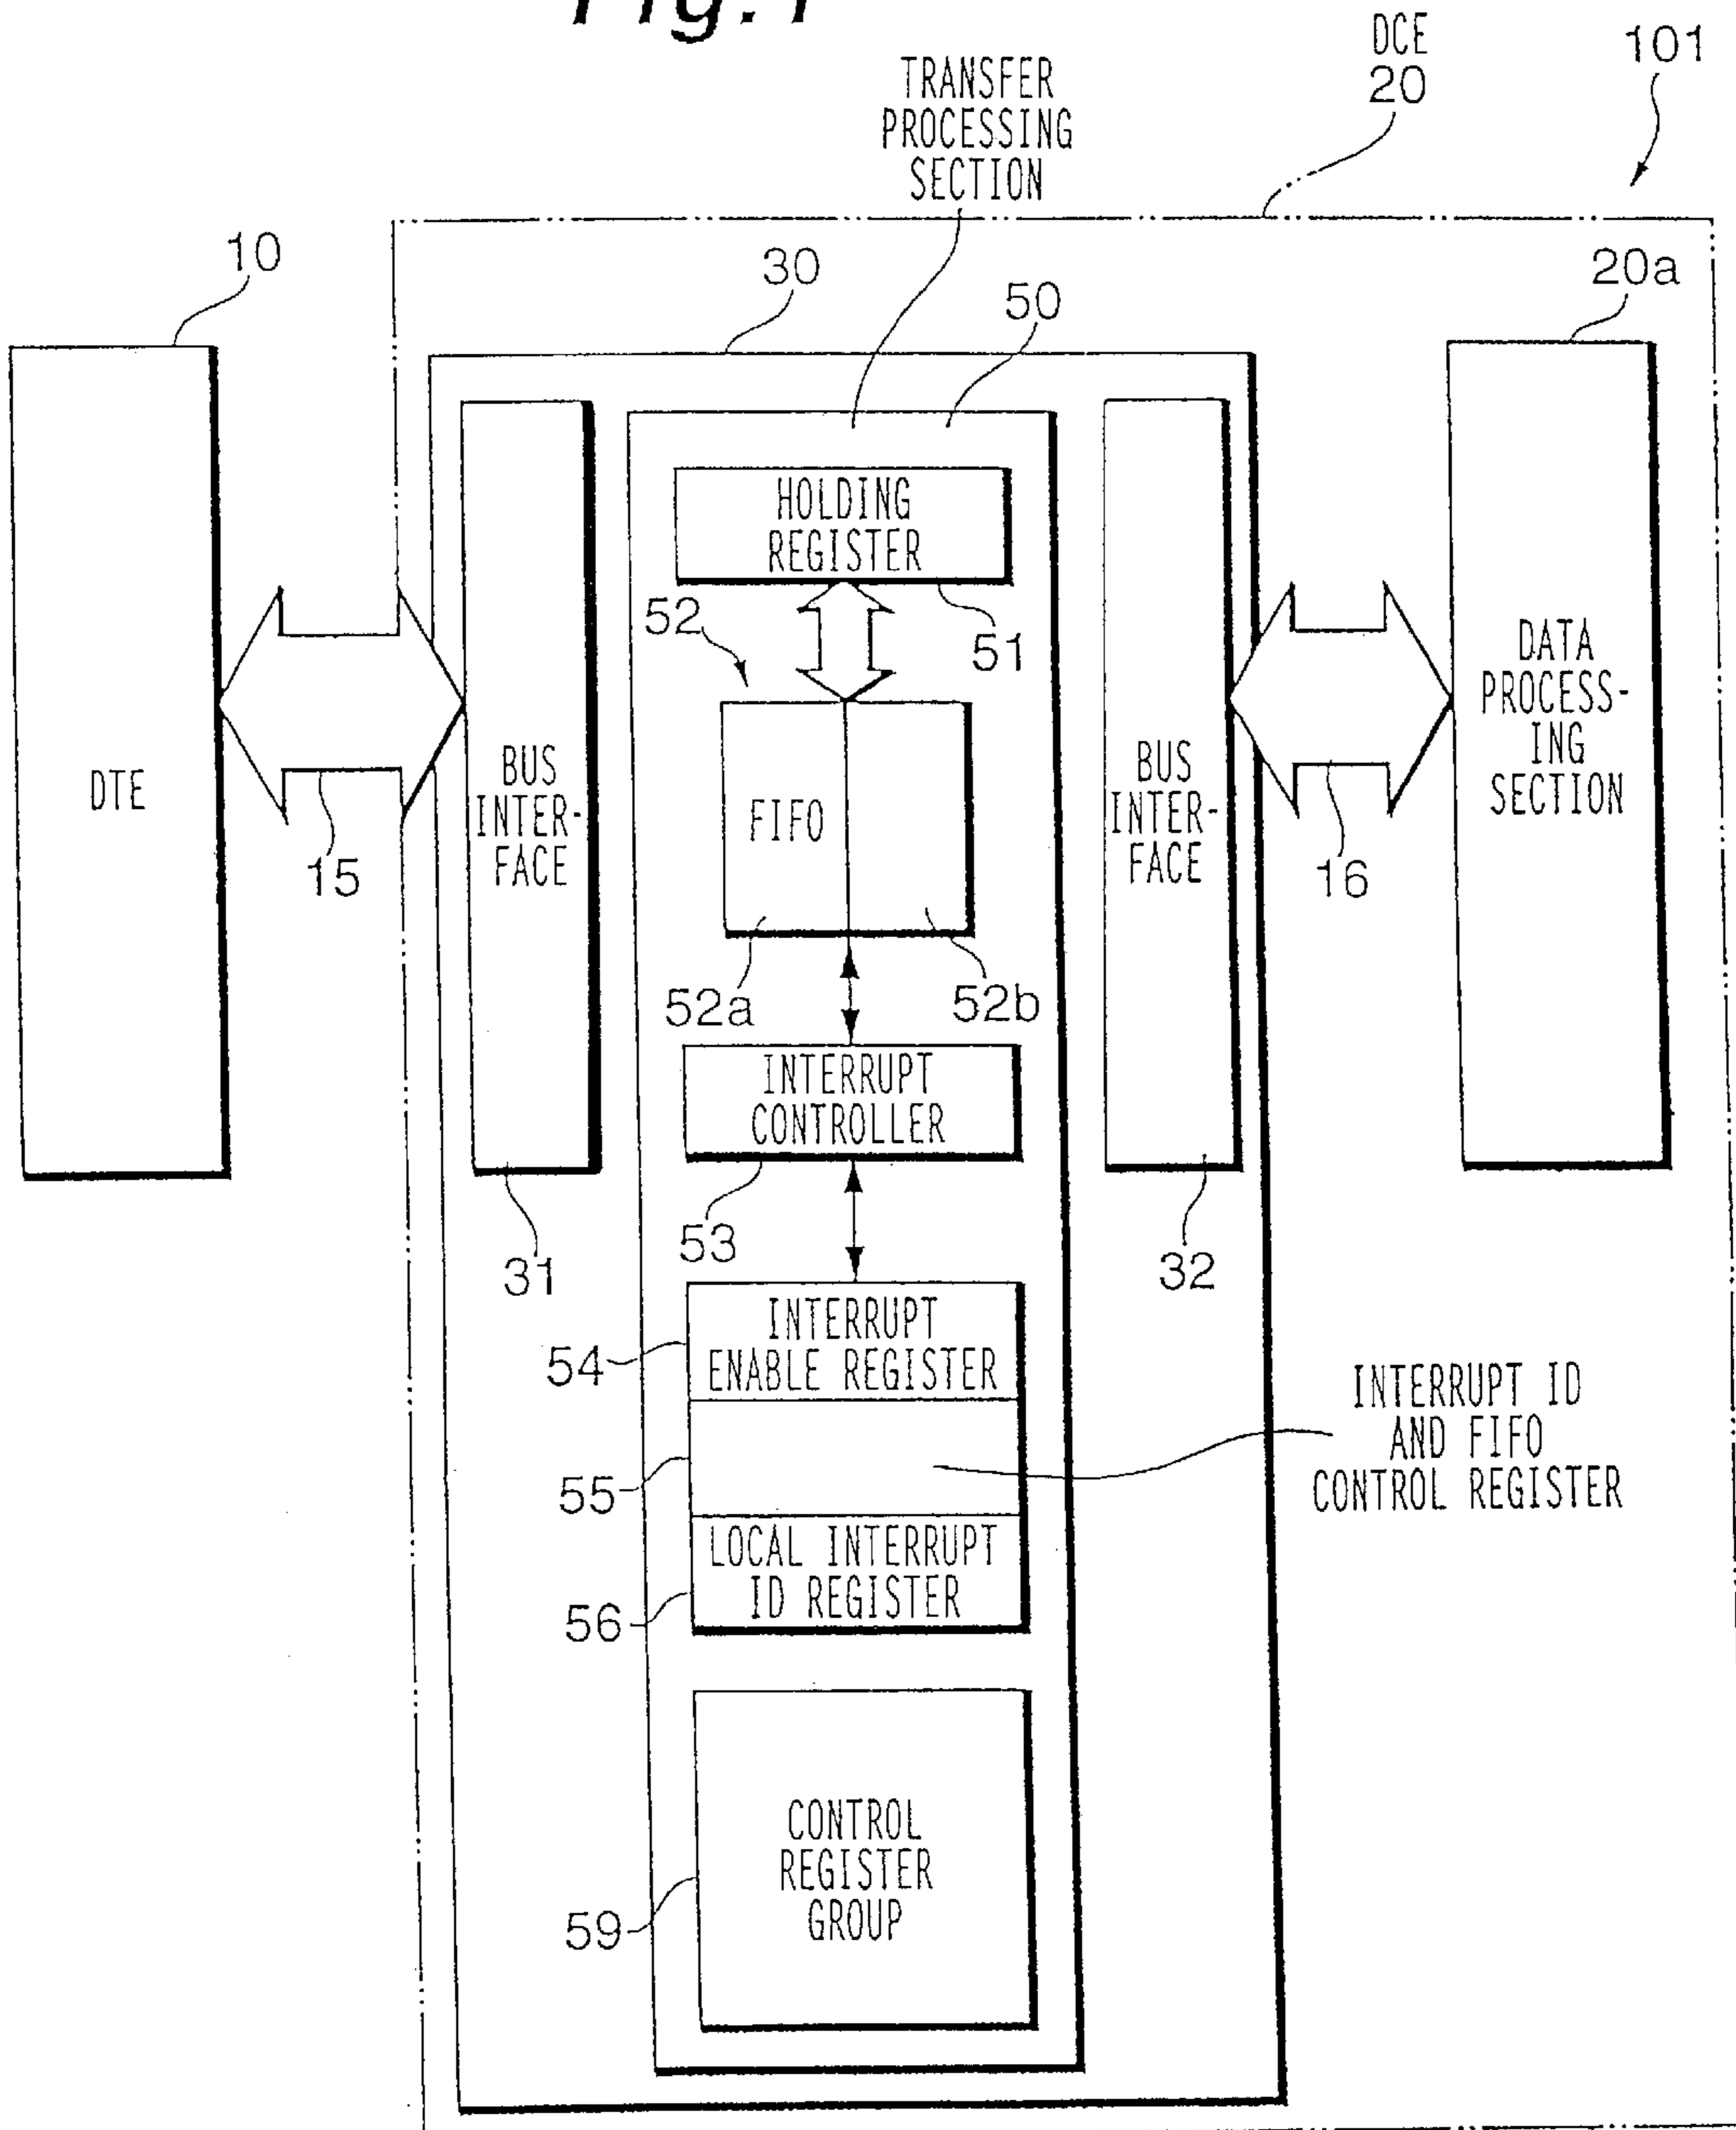 Fig. 1
DCE
20
101
TRANSFER
PROCESSING
SECTION
10
30
50
20a
HOLDING
REGISTER
52
51
DTE
15
BUS
INTER-
FACE
FIFO
BUS
INTER-
FACE
16
DATA
PROCESS-
ING
SECTION
52a
52b
INTERRUPT
CONTROLLER
53
31
32
INTERRUPT
ENABLE REGISTER
54
INTERRUPT ID
AND FIFO
CONTROL REGISTER
55
LOCAL INTERRUPT
ID REGISTER
56
CONTROL
REGISTER
GROUP
59